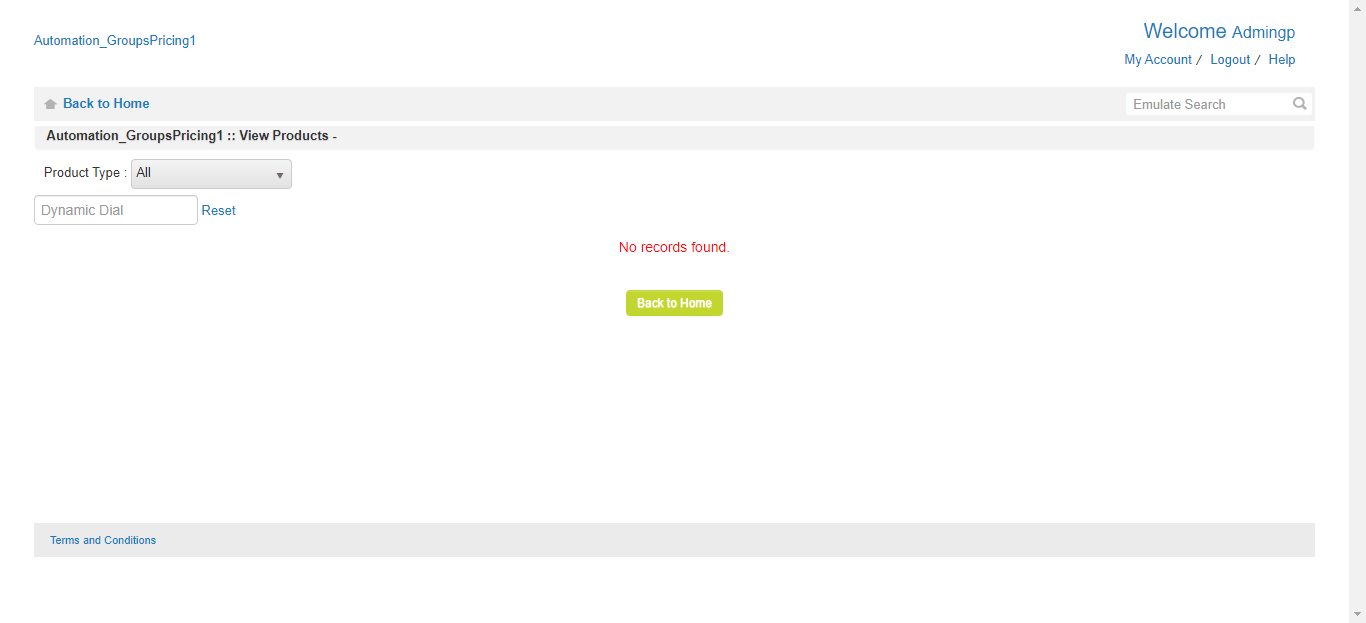 Automation_GroupsPricing1
Welcome Admingp
My Account / Logout / Help
Back to Home
Emulate Search
Automation_GroupsPricing1 :: View Products -
Product Type : All
Dynamic Dial Reset
No records found.
Back to Home
Terms and Conditions